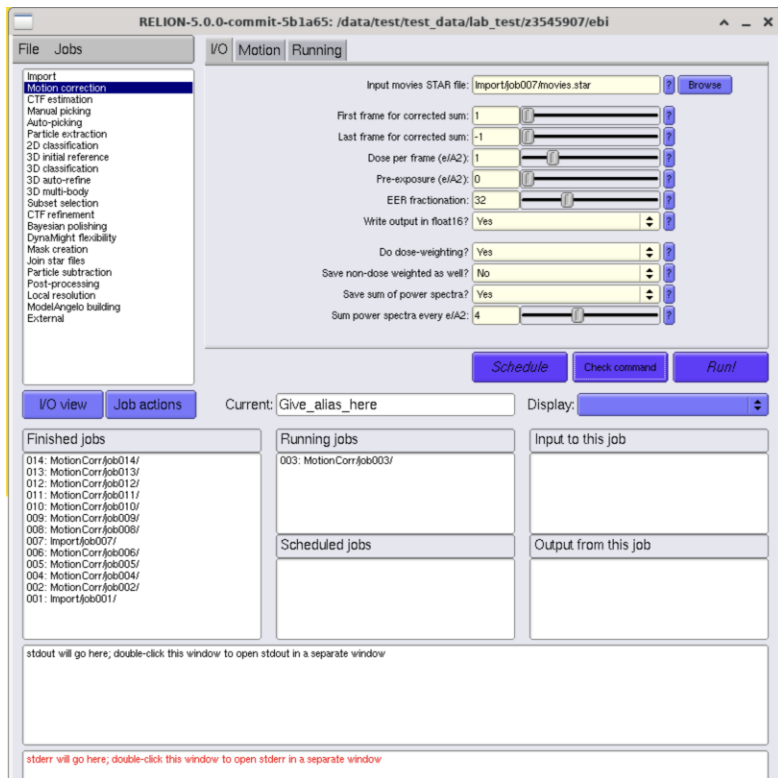 RELION-5.0.0-commit-5b1a65: /data/test/test_data/lab_test/z3545907/ebi
File Jobs
I/O Motion Running
Import
Motion correction
CTF estimation
Manual picking
Auto-picking
Particle extraction
2D classification
3D initial reference
3D classification
3D auto-refine
3D multi-body
Subset selection
CTF refinement
Bayesian polishing
DynaMight flexibility
Mask creation
Join star files
Particle subtraction
Post-processing
Local resolution
ModelAngelo building
External
Input movies STAR file: Import/job007/movies.star ? Browse
First frame for corrected sum: 1 ?
Last frame for corrected sum: -1 ?
Dose per frame (e/A2): 1 ?
Pre-exposure (e/A2): 0 ?
EER fractionation: 32 ?
Write output in float16? Yes ?
Do dose-weighting? Yes ?
Save non-dose weighted as well? No ?
Save sum of power spectra? Yes ?
Sum power spectra every e/A2: 4 ?
Schedule Check command Run!
I/O view Job actions Current: Give_alias_here Display:
Finished jobs
014: MotionCorr/job014/
013: MotionCorr/job013/
012: MotionCorr/job012/
011: MotionCorr/job011/
010: MotionCorr/job010/
009: MotionCorr/job009/
008: MotionCorr/job008/
007: Import/job007/
006: MotionCorr/job006/
005: MotionCorr/job005/
004: MotionCorr/job004/
002: MotionCorr/job002/
001: Import/job001/
Running jobs
003: MotionCorr/job003/
Scheduled jobs
Input to this job
Output from this job
stdout will go here; double-click this window to open stdout in a separate window
stderr will go here; double-click this window to open stderr in a separate window